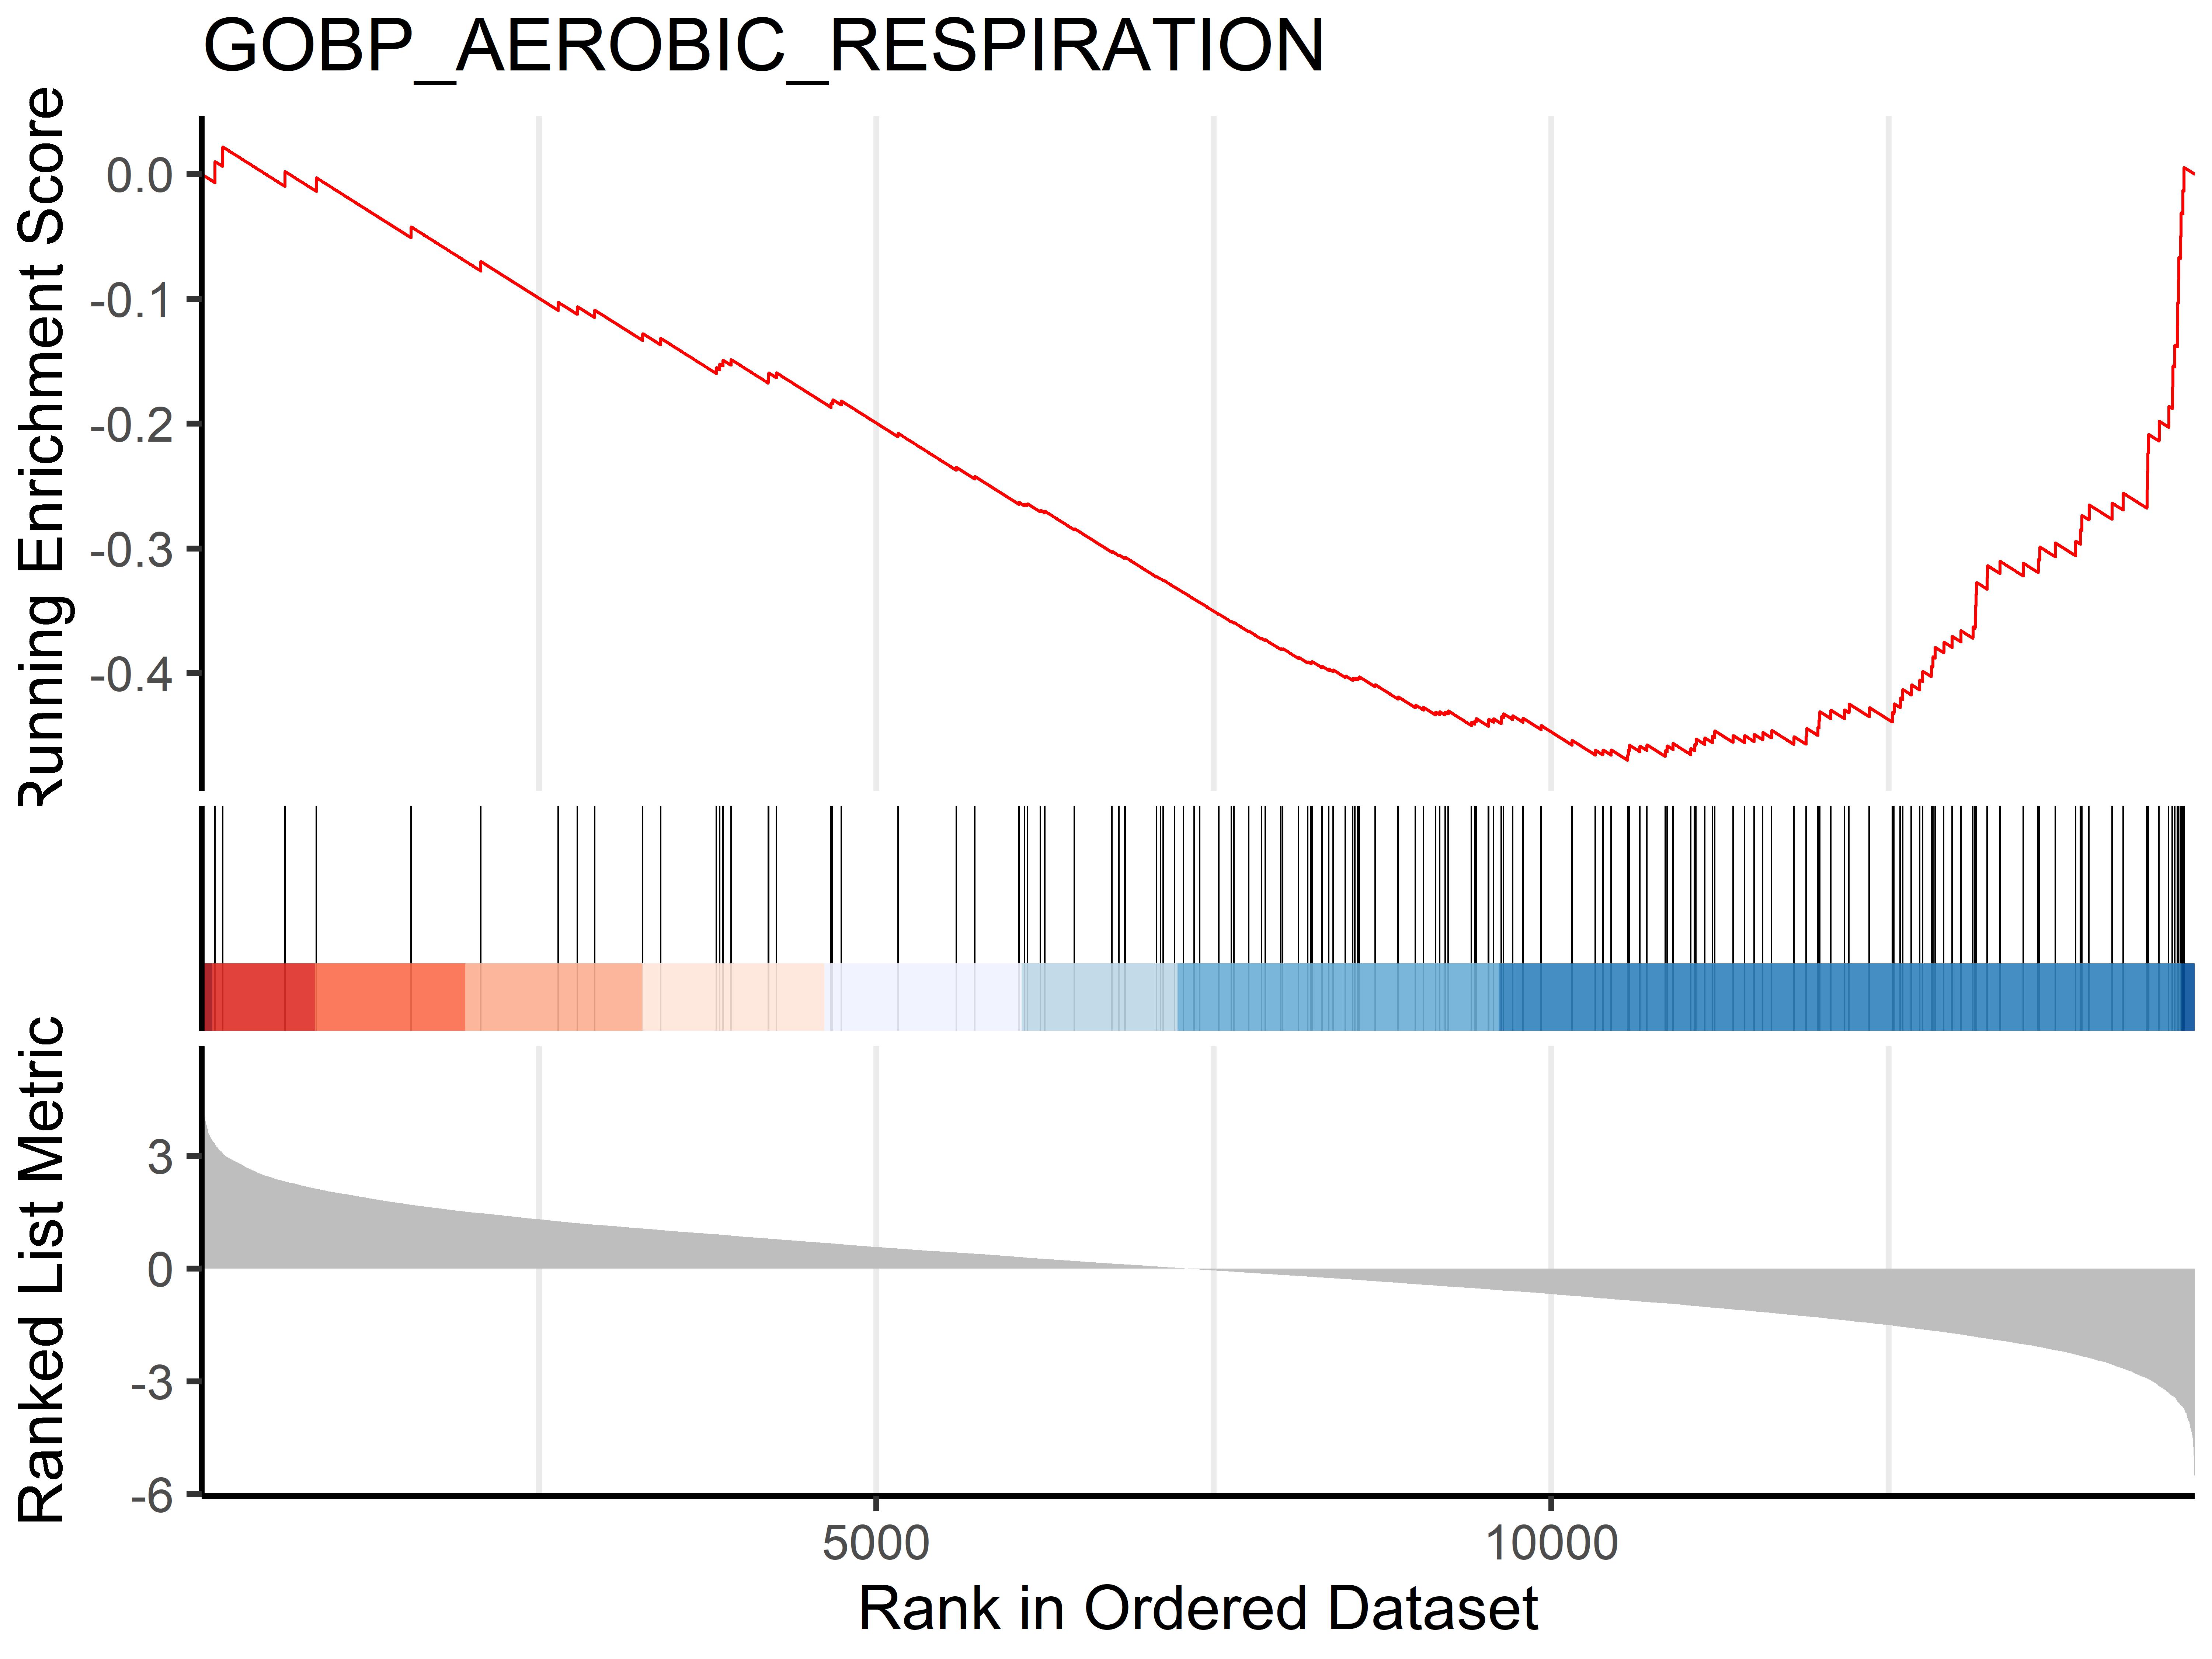 GOBP_AEROBIC_RESPIRATION
Running Enrichment Score
0.0
-0.1
-0.2
-0.3
-0.4
Ranked List Metric
3
0
-3
-6
5000
10000
Rank in Ordered Dataset